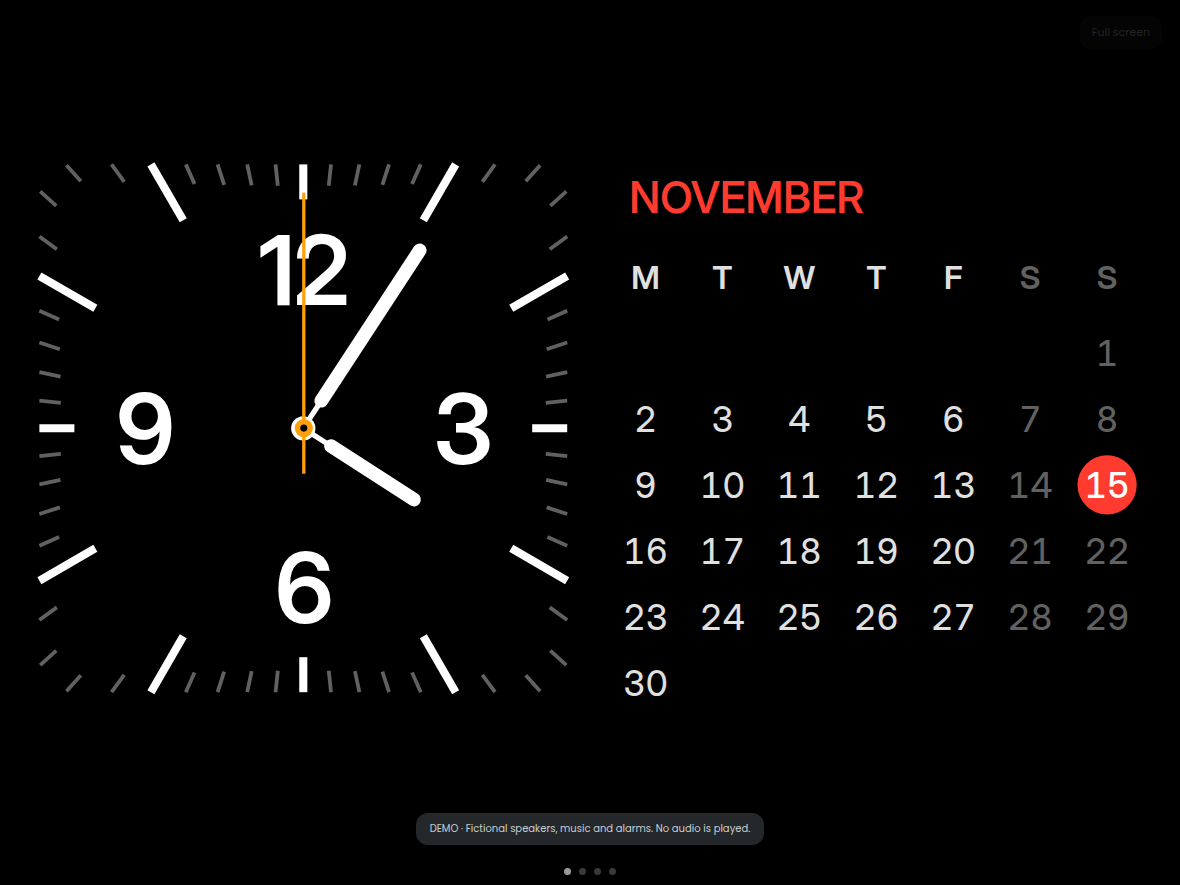 Full screen
12
9
3
6
NOVEMBER
M T W T F S S
1
2 3 4 5 6 7 8
9 10 11 12 13 14 15
16 17 18 19 20 21 22
23 24 25 26 27 28 29
30
DEMO · Fictional speakers, music and alarms. No audio is played.